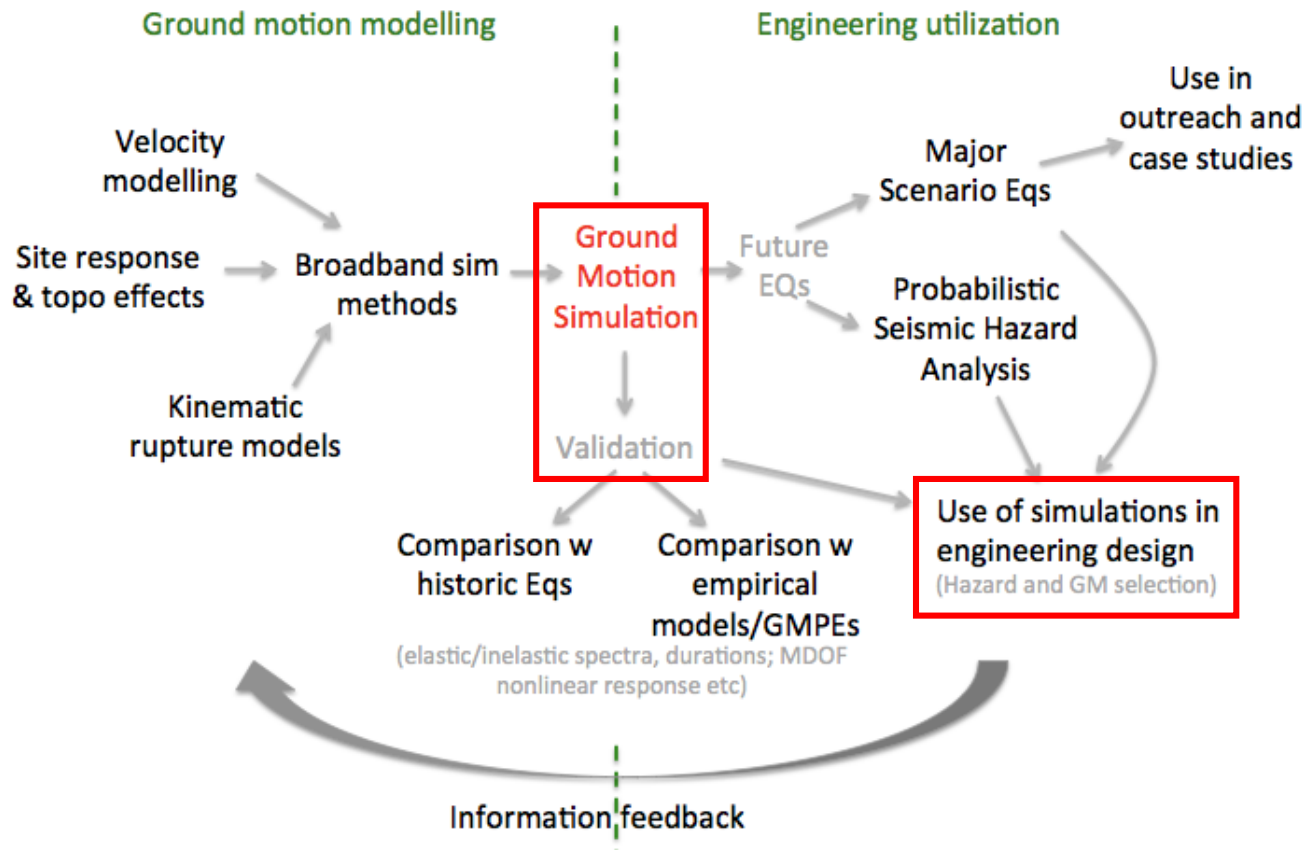 Ground motion modelling
Engineering utilization
Velocity
modelling
Site response
& topo effects
Broadband sim
methods
Kinematic
rupture models
Ground
Motion
Simulation
Validation
Comparison w
historic Eqs
Comparison w
empirical
models/GMPEs
(elastic/inelastic spectra, durations; MDOF
nonlinear response etc)
Future
EQs
Major
Scenario Eqs
Use in
outreach and
case studies
Probabilistic
Seismic Hazard
Analysis
Use of simulations in
engineering design
(Hazard and GM selection)
Information feedback